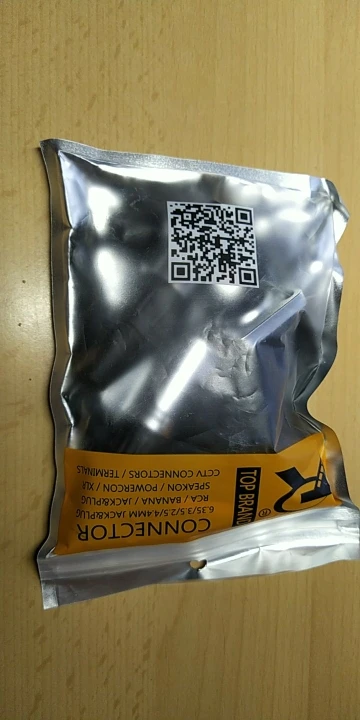 CONNECTOR
6.35/3.5/2.5/4.4MM JACK&PLUG
RCA / BANANA / JACK&PLUG
SPEAKON / POWERCON / XLR
CCTV CONNECTORS / TERMINALS
®
TOP BRAND